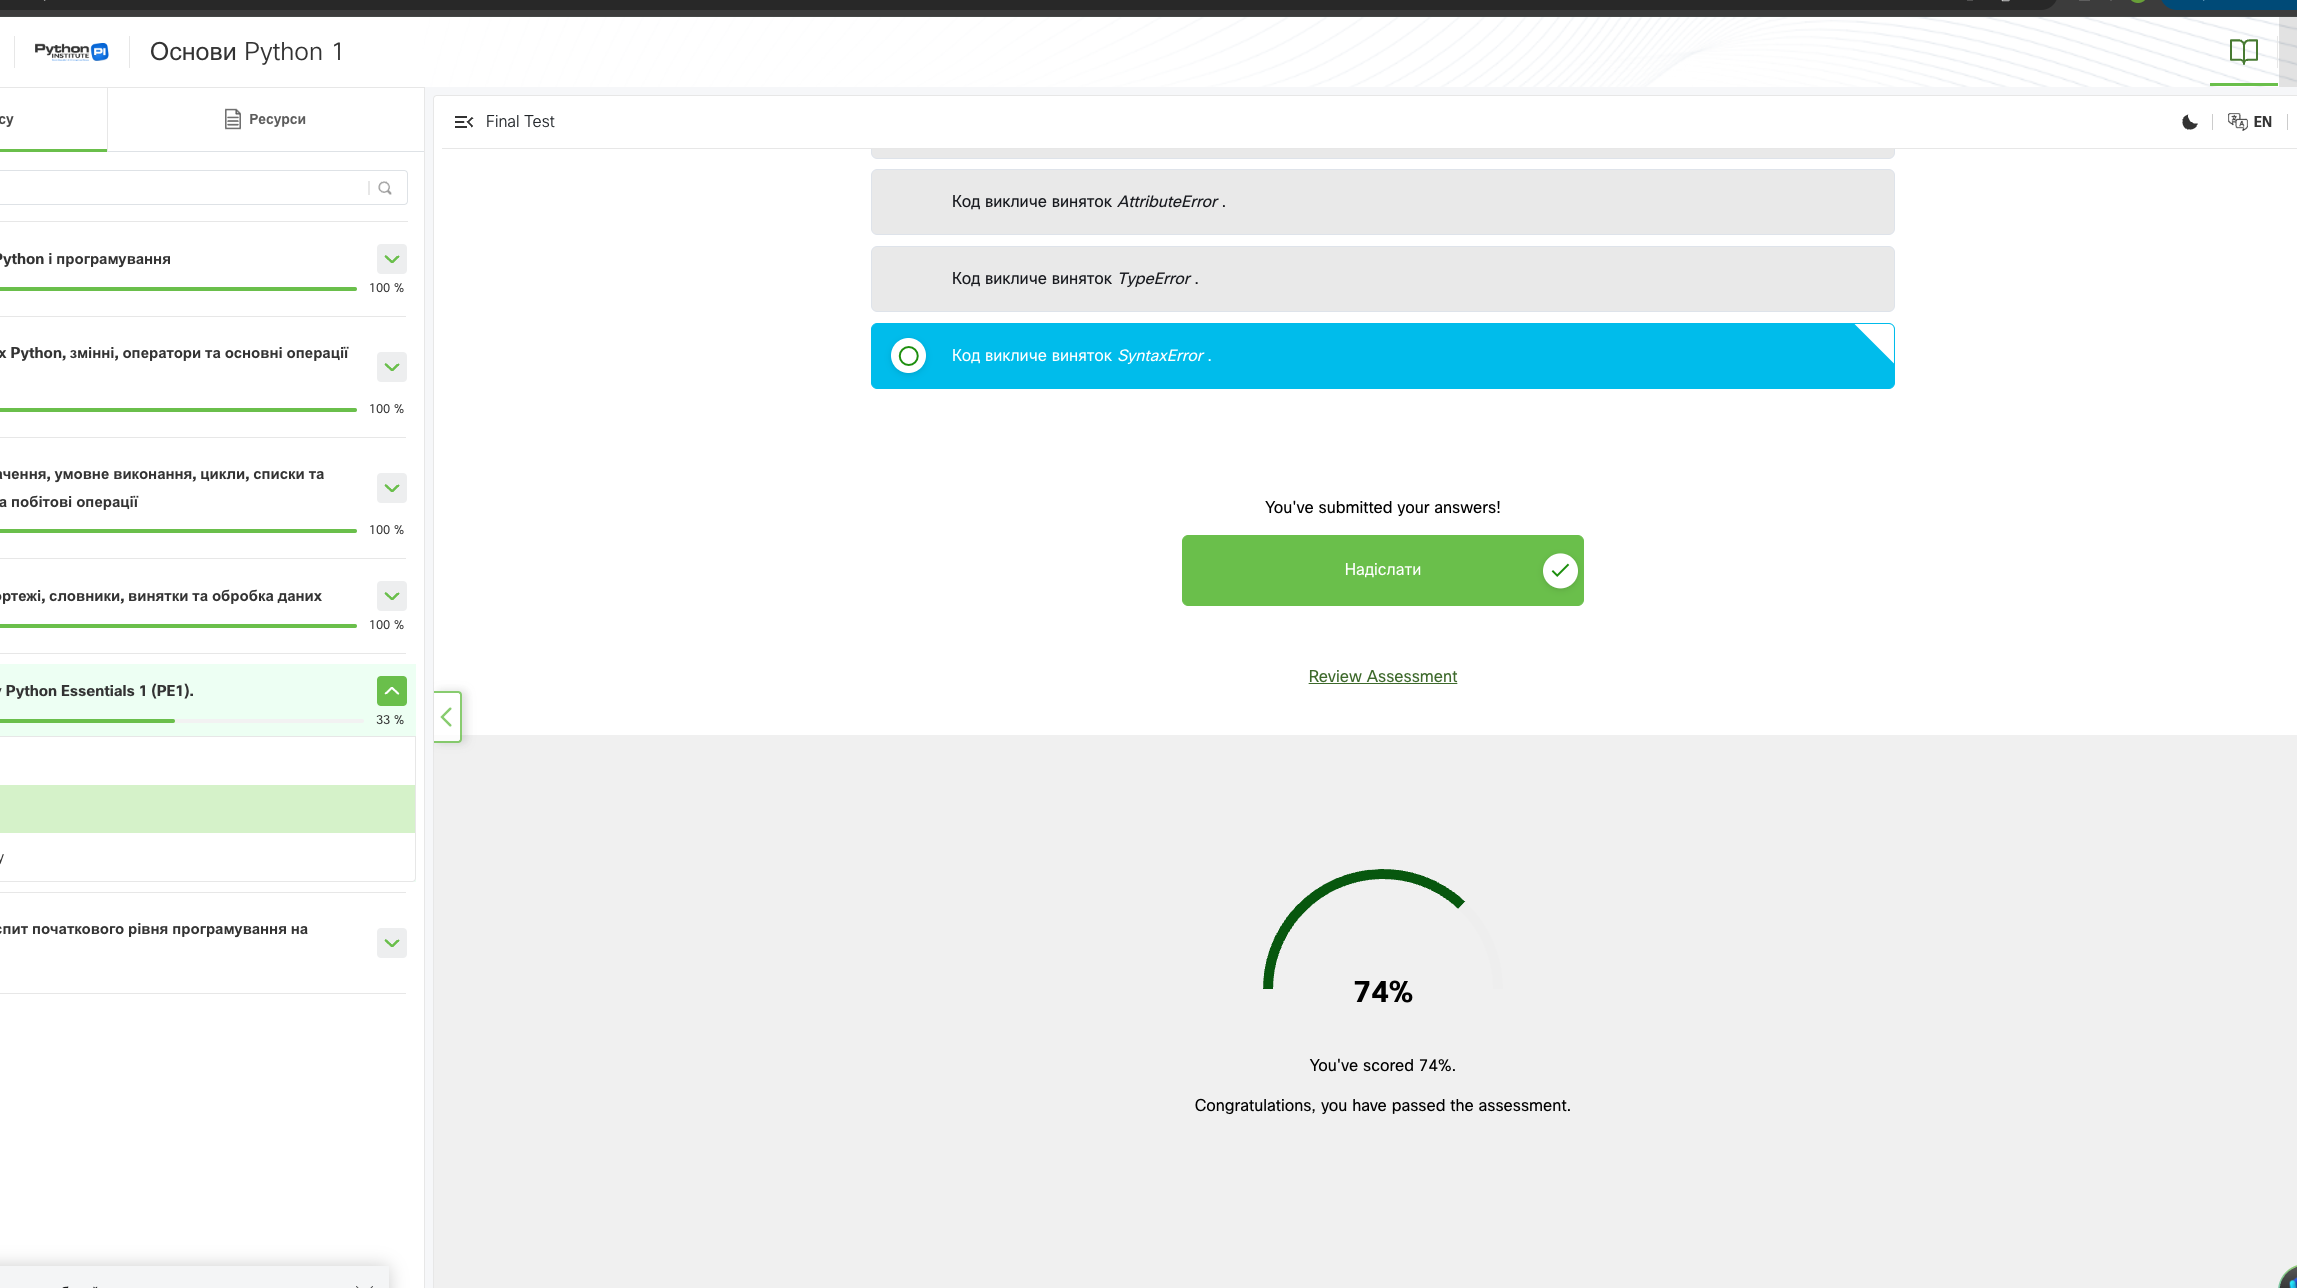 Python INSTITUTE PI
Основи Python 1
су
Ресурси
Python і програмування
100 %
х Python, змінні, оператори та основні операції
100 %
ачення, умовне виконання, цикли, списки та
а побітові операції
100 %
ортежі, словники, винятки та обробка даних
100 %
у Python Essentials 1 (PE1).
33 %
у
спит початкового рівня програмування на
Final Test
EN
Код викличе виняток AttributeError .
Код викличе виняток TypeError .
Код викличе виняток SyntaxError .
You've submitted your answers!
Надіслати
Review Assessment
74%
You've scored 74%.
Congratulations, you have passed the assessment.